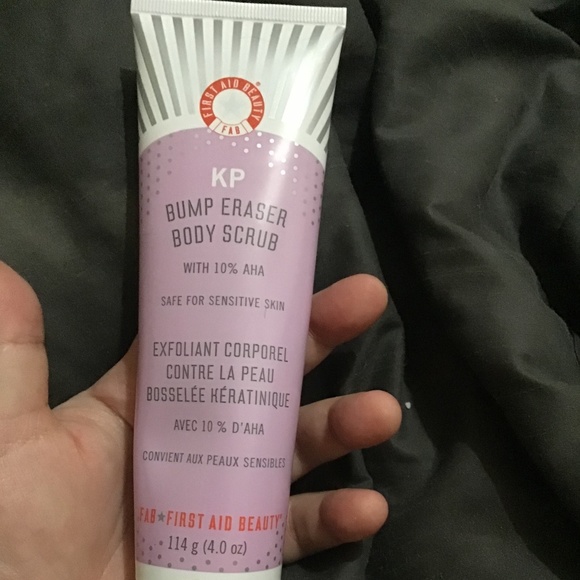 FIRST AID BEAUTY
FAB
KP
BUMP ERASER
BODY SCRUB
WITH 10% AHA
SAFE FOR SENSITIVE SKIN
EXFOLIANT CORPOREL
CONTRE LA PEAU
BOSSELÉE KÉRATINIQUE
AVEC 10 % D'AHA
CONVIENT AUX PEAUX SENSIBLES
FAB★FIRST AID BEAUTY®
114 g (4.0 oz)